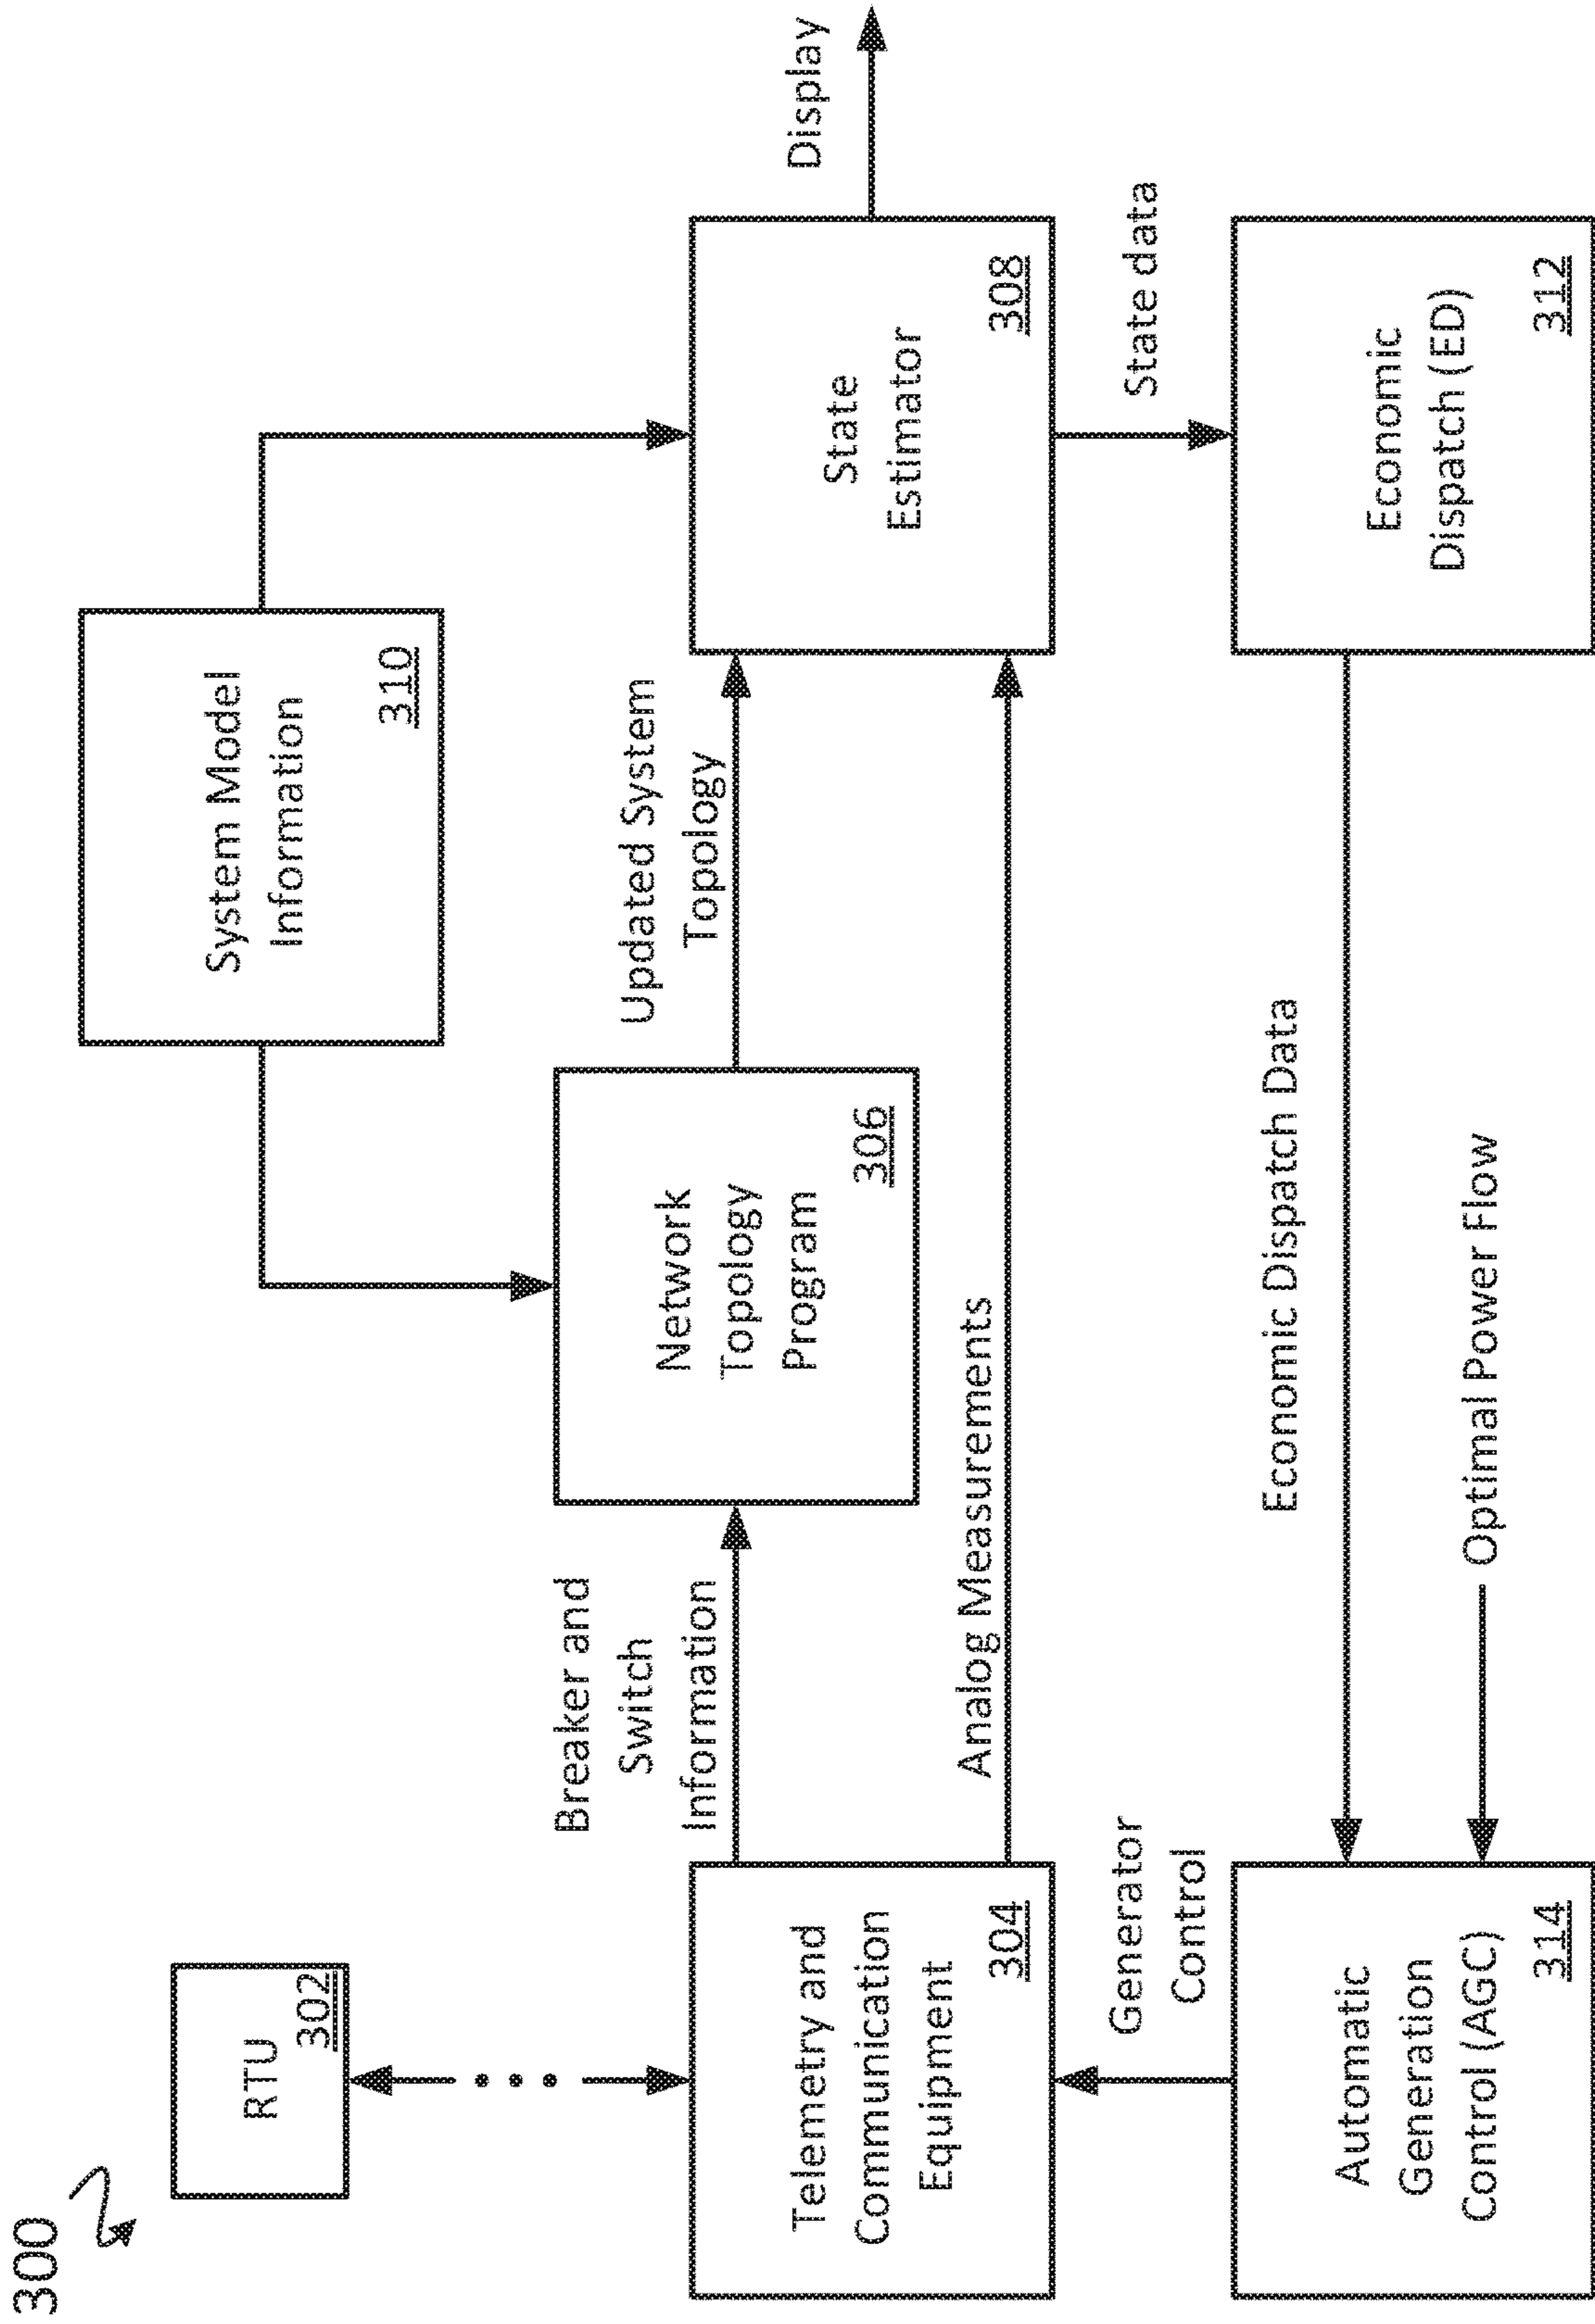 300
RTU
302
System Model
Information
310
Telemetry and
Communication
Equipment
304
Breaker and
Switch
Information
Network
Topology
Program
306
Updated System
Topology
State
Estimator
308
Display
Analog Measurements
Generator
Control
State data
Automatic
Generation
Control (AGC)
314
Economic Dispatch Data
Optimal Power Flow
Economic
Dispatch (ED)
312